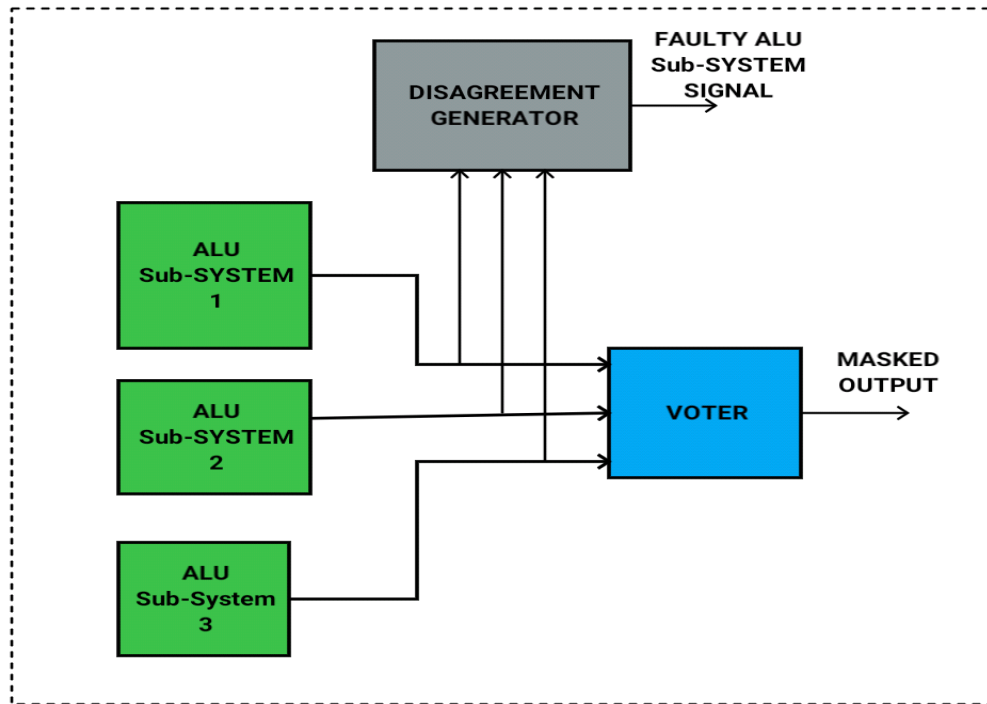 FAULTY ALU
Sub-SYSTEM
SIGNAL
DISAGREEMENT
GENERATOR
ALU
Sub-SYSTEM
1
ALU
Sub-SYSTEM
2
ALU
Sub-System
3
VOTER
MASKED
OUTPUT